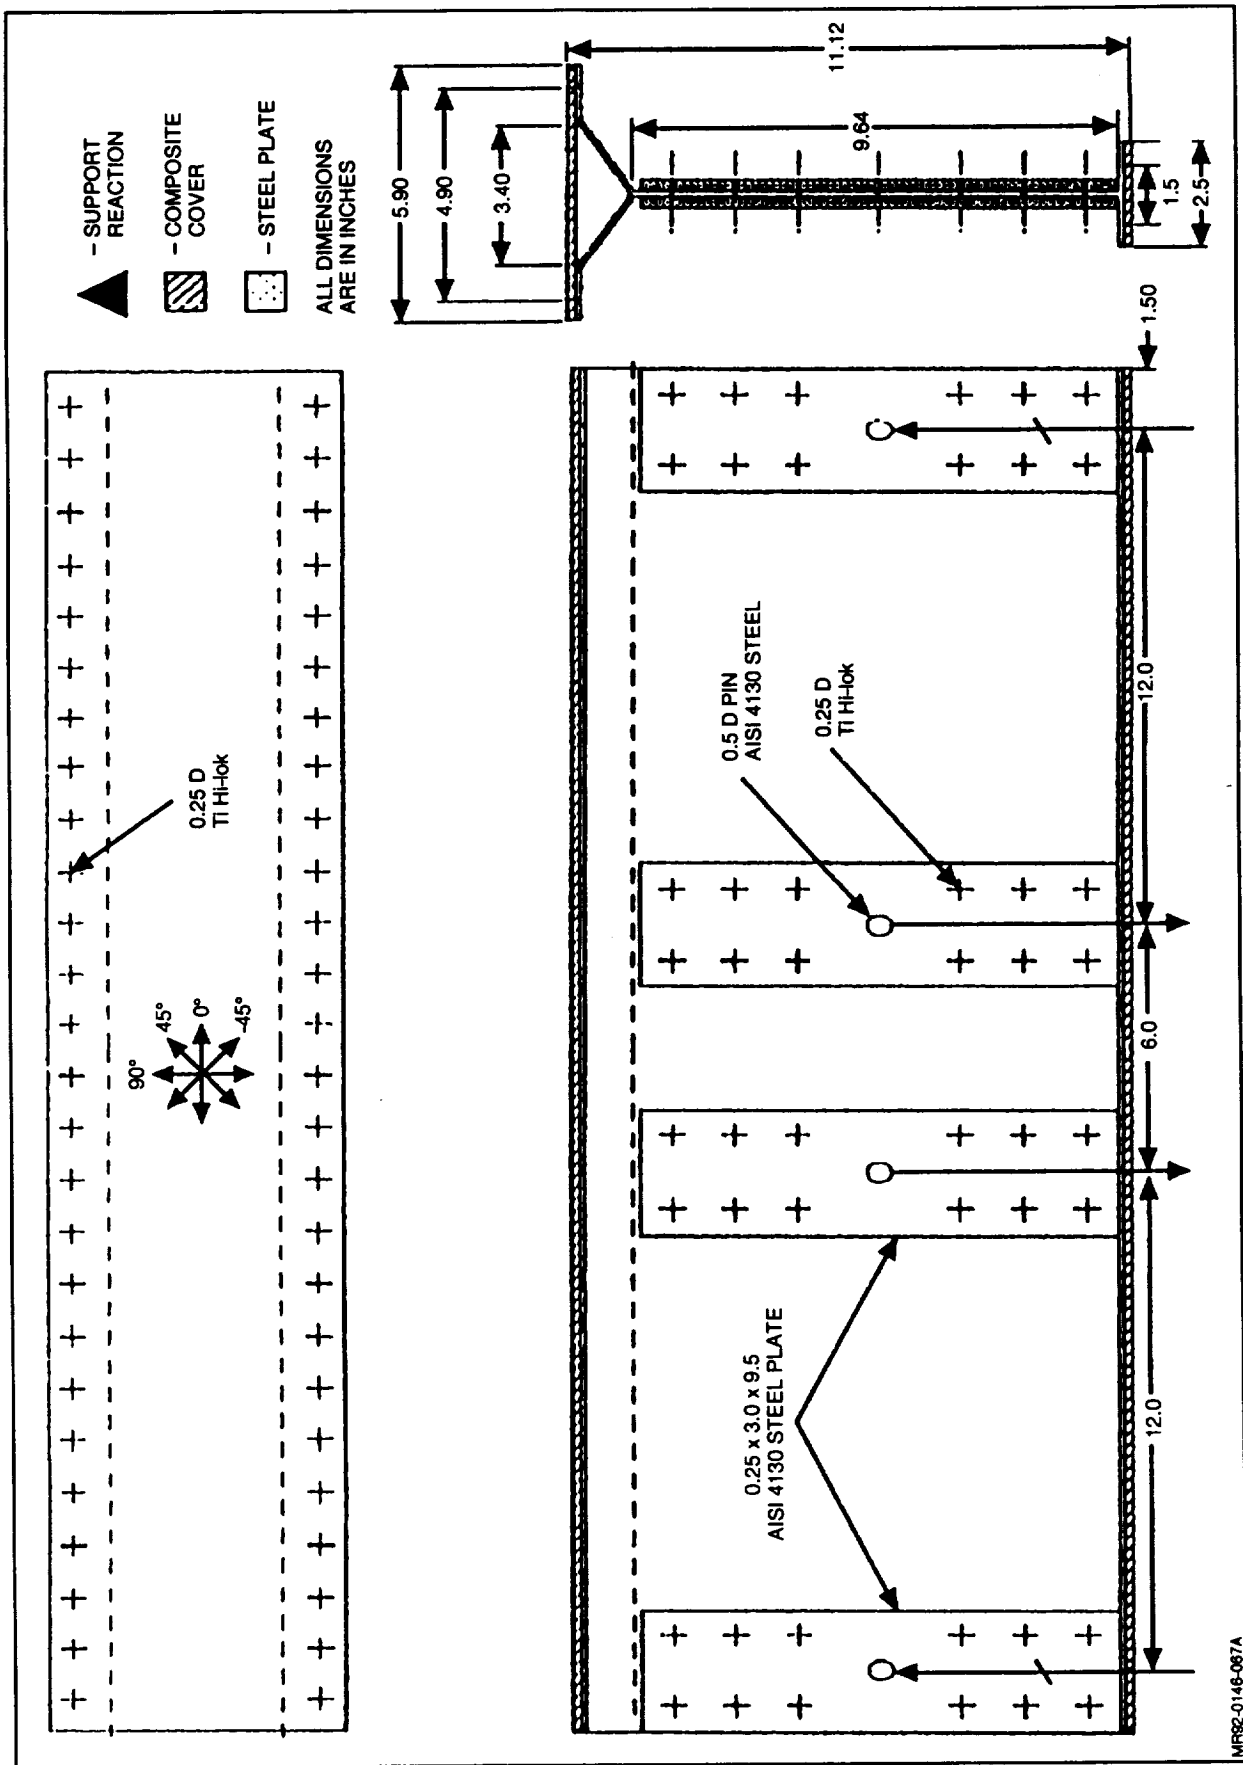 - SUPPORT
REACTION
- COMPOSITE
COVER
- STEEL PLATE
ALL DIMENSIONS
ARE IN INCHES
0.25 D
Ti Hi-lok
90°
45°
0°
-45°
5.90
4.90
3.40
11.12
9.64
1.5
2.5
1.50
0.5 D PIN
AISI 4130 STEEL
0.25 D
Ti Hi-lok
0.25 x 3.0 x 9.5
AISI 4130 STEEL PLATE
12.0
6.0
12.0
MR92-0146-067A